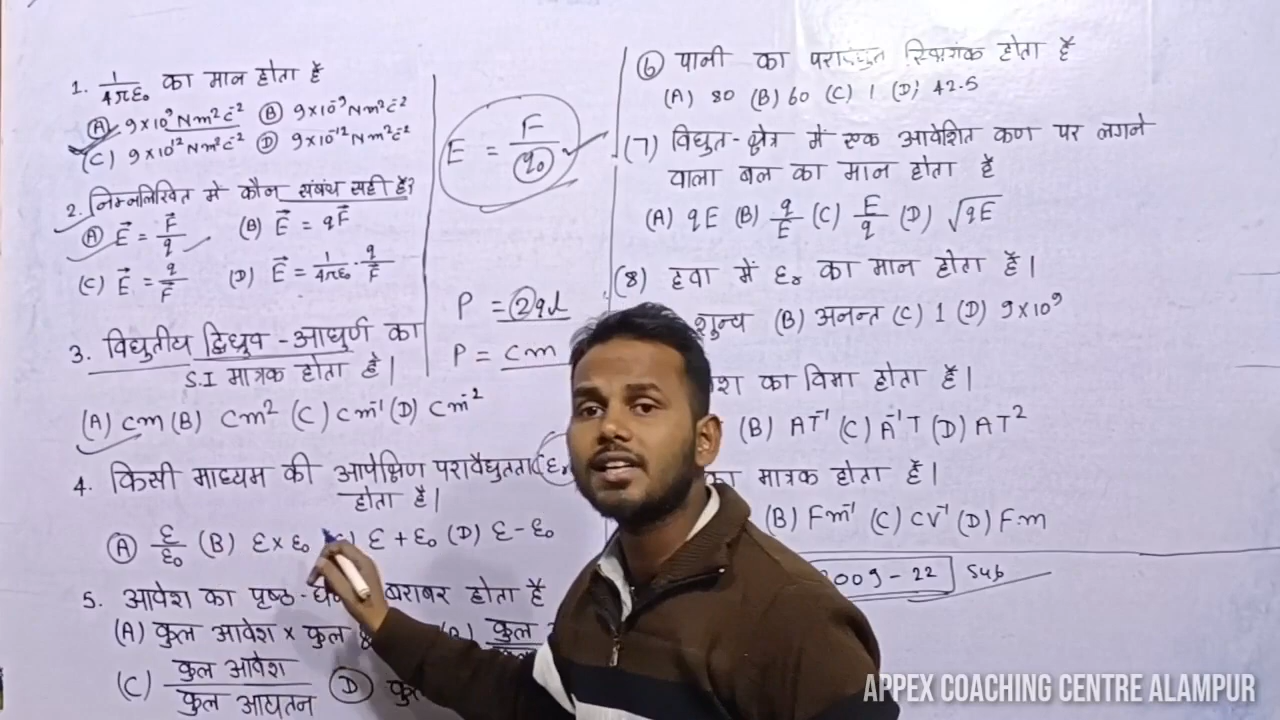 1. 1/4πε₀ का मान होता है
(A) 9×10⁹ Nm²c⁻² (B) 9×10⁻⁹ Nm²c⁻²
(C) 9×10¹² Nm²c⁻² (D) 9×10⁻¹² Nm²c⁻²
2. निम्नलिखित में कौन संबंध सही है?
(A) E⃗ = F⃗/q (B) E⃗ = qF⃗
(C) E⃗ = q/F⃗ (D) E⃗ = 1/4πε₀ · q/F⃗
3. विद्युतीय द्विध्रुव - आघुर्ण का
S.I मात्रक होता है।
(A) cm (B) cm² (C) cm⁻¹ (D) cm⁻²
4. किसी माध्यम की आपेक्षिण परावैद्युतता (εᵣ
होता है।
(A) ε/ε₀ (B) ε×ε₀ ε+ε₀ (D) ε-ε₀
5. आवेश का पृष्ठ - बराबर होता है
(A) कुल आवेश × कुल (B) कुल
(C) कुल आवेश/कुल आयतन (D)
E = F/q₀
P = 2ql
P = cm
(6) पानी का होता है
(A) 80 (B) 60 (C) 1 (D) 42.5
(7) विद्युत - क्षेत्र में एक आवेशित कण पर लगने
वाला बल का मान होता है
(A) qE (B) q/E (C) E/q (D) √qE
(8) हवा में εᵣ का मान होता है।
शून्य (B) अनन्त (C) 1 (D) 9×10⁹
का विमा होता है।
(B) AT⁻¹ (C) A⁻¹T (D) AT²
का मात्रक होता है।
(B) Fm⁻¹ (C) CV⁻¹ (D) F.m
2009-22 Sub
APPEX COACHING CENTRE ALAMPUR